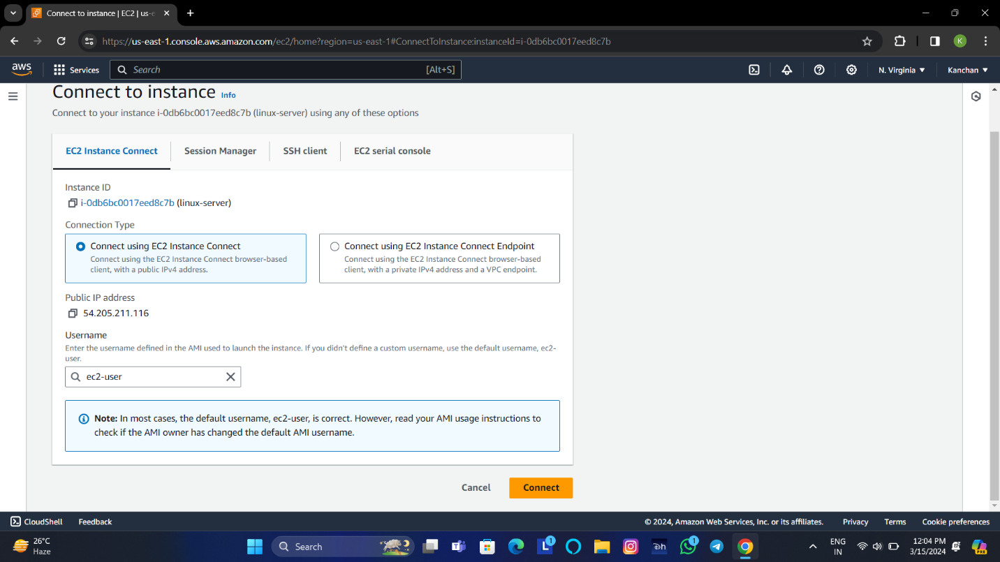 Connect to instance | EC2 | us-e
https://us-east-1.console.aws.amazon.com/ec2/home?region=us-east-1#ConnectToInstance:instanceId=i-0db6bc0017eed8c7b
K
aws
Services
Search
[Alt+S]
N. Virginia
Kanchan
Connect to instance Info
Connect to your instance i-0db6bc0017eed8c7b (linux-server) using any of these options
EC2 Instance Connect
Session Manager
SSH client
EC2 serial console
Instance ID
i-0db6bc0017eed8c7b (linux-server)
Connection Type
Connect using EC2 Instance Connect
Connect using the EC2 Instance Connect browser-based
client, with a public IPv4 address.
Connect using EC2 Instance Connect Endpoint
Connect using the EC2 Instance Connect browser-based
client, with a private IPv4 address and a VPC endpoint.
Public IP address
54.205.211.116
Username
Enter the username defined in the AMI used to launch the instance. If you didn't define a custom username, use the default username, ec2-
user.
ec2-user
Note: In most cases, the default username, ec2-user, is correct. However, read your AMI usage instructions to
check if the AMI owner has changed the default AMI username.
Cancel
Connect
CloudShell
Feedback
© 2024, Amazon Web Services, Inc. or its affiliates.
Privacy
Terms
Cookie preferences
26°C
Haze
Search
L
1
1
ENG
IN
12:04 PM
3/15/2024
PRE